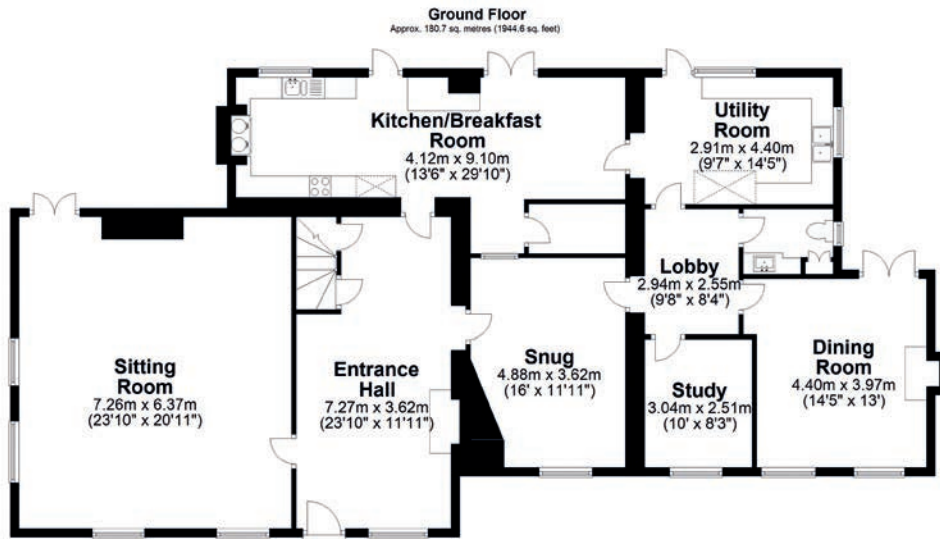 Ground Floor
Approx. 180.7 sq. metres (1944.6 sq. feet)
Kitchen/Breakfast
Room
4.12m x 9.10m
(13'6" x 29'10")
Utility
Room
2.91m x 4.40m
(9'7" x 14'5")
Lobby
2.94m x 2.55m
(9'8" x 8'4")
Sitting
Room
7.26m x 6.37m
(23'10" x 20'11")
Entrance
Hall
7.27m x 3.62m
(23'10" x 11'11")
Snug
4.88m x 3.62m
(16' x 11'11")
Study
3.04m x 2.51m
(10' x 8'3")
Dining
Room
4.40m x 3.97m
(14'5" x 13')